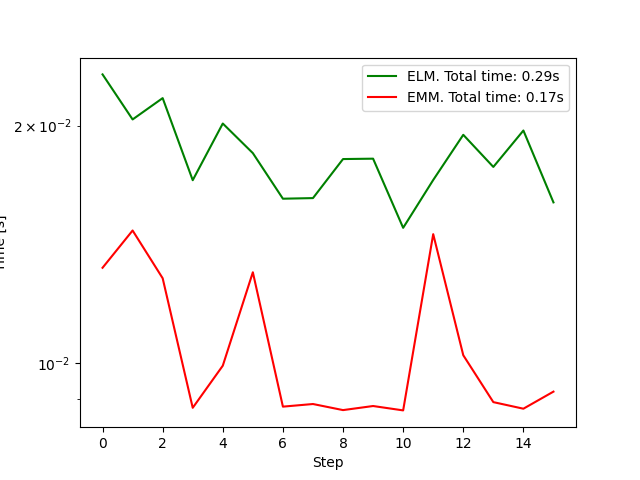 ELM. Total time: 0.29s
EMM. Total time: 0.17s
2 × 10⁻²
10⁻²
Time [s]
0 2 4 6 8 10 12 14
Step